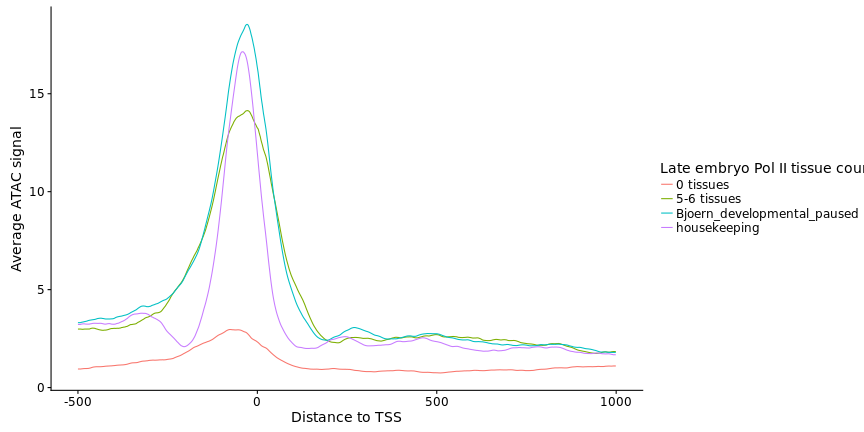 15
10
5
0
-500
0
500
1000
Distance to TSS
Average ATAC signal
Late embryo Pol II tissue cour
0 tissues
5-6 tissues
Bjoern_developmental_paused
housekeeping